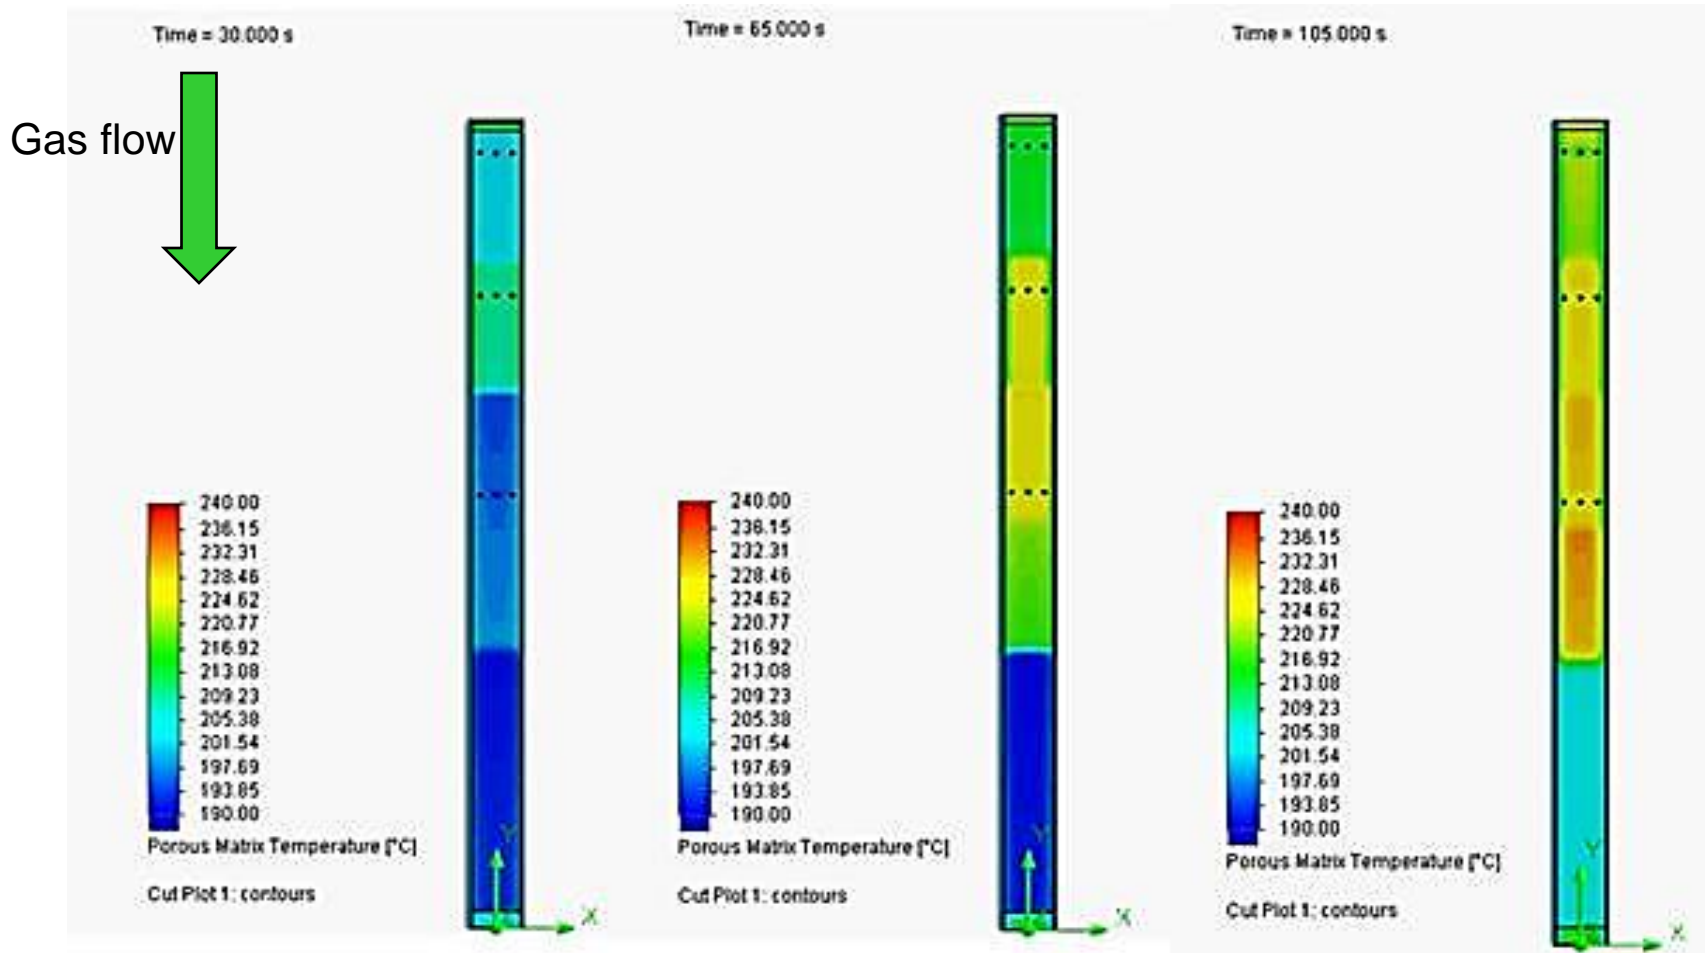 Time = 30.000 s
Time = 65.000 s
Time = 105.000 s
Gas flow
240.00
236.15
232.31
228.46
224.62
220.77
216.92
213.08
209.23
205.38
201.54
197.69
193.85
190.00
Porous Matrix Temperature [°C]
Cut Plot 1: contours
Y
X
240.00
236.15
232.31
228.46
224.62
220.77
216.92
213.08
209.23
205.38
201.54
197.69
193.85
190.00
Porous Matrix Temperature [°C]
Cut Plot 1: contours
Y
X
240.00
236.15
232.31
228.46
224.62
220.77
216.92
213.08
209.23
205.38
201.54
197.69
193.85
190.00
Porous Matrix Temperature [°C]
Cut Plot 1: contours
Y
X